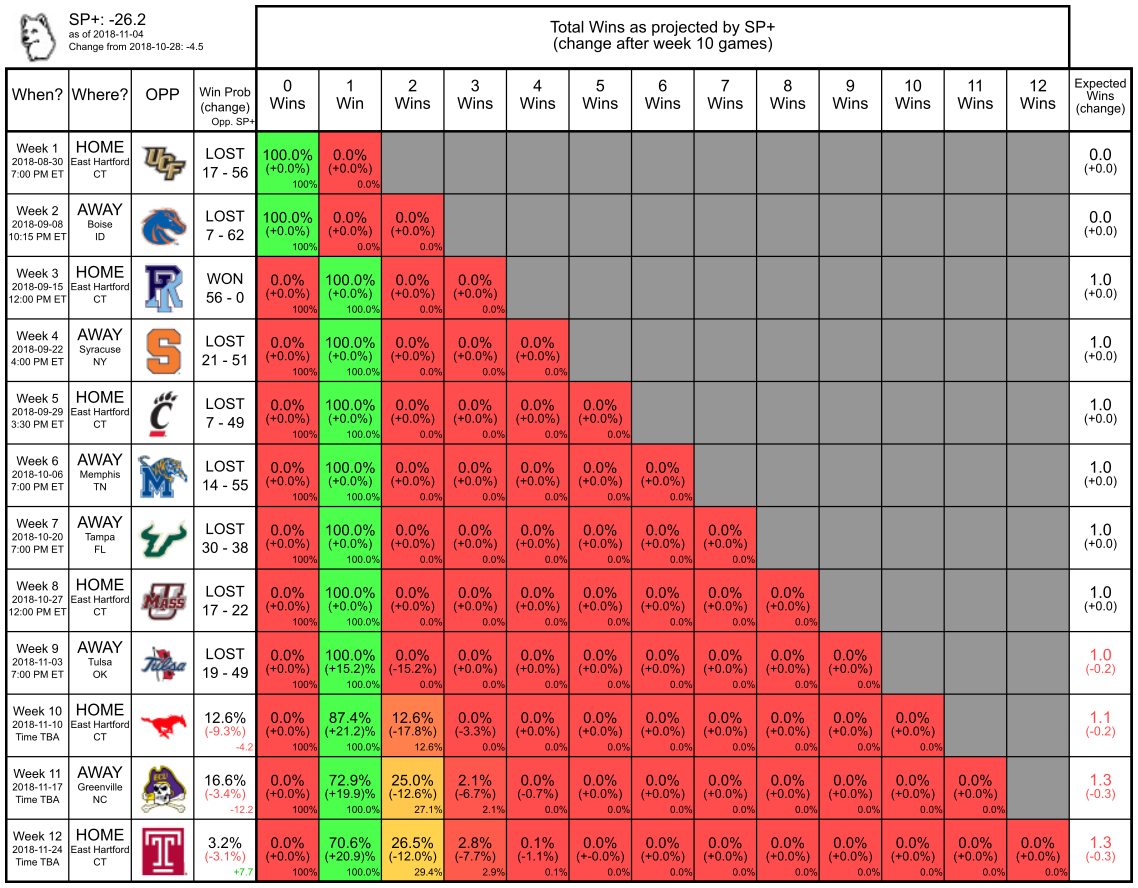 SP+: -26.2
as of 2018-11-04
Change from 2018-10-28: -4.5
Total Wins as projected by SP+
(change after week 10 games)
When? Where? OPP Win Prob (change) Opp. SP+ 0 Wins 1 Win 2 Wins 3 Wins 4 Wins 5 Wins 6 Wins 7 Wins 8 Wins 9 Wins 10 Wins 11 Wins 12 Wins Expected Wins (change)
Week 1 HOME UCF LOST 100.0% 0.0% 0.0
2018-08-30 East Hartford (+0.0%) (+0.0%) (+0.0)
7:00 PM ET CT 17 - 56 100% 0.0%
Week 2 AWAY LOST 100.0% 0.0% 0.0% 0.0
2018-09-08 Boise (+0.0%) (+0.0%) (+0.0%) (+0.0)
10:15 PM ET ID 7 - 62 100% 0.0% 0.0%
Week 3 HOME PR WON 0.0% 100.0% 0.0% 0.0% 1.0
2018-09-15 East Hartford (+0.0%) (+0.0%) (+0.0%) (+0.0%) (+0.0)
12:00 PM ET CT 56 - 0 100% 100.0% 0.0% 0.0%
Week 4 AWAY S LOST 0.0% 100.0% 0.0% 0.0% 0.0% 1.0
2018-09-22 Syracuse (+0.0%) (+0.0%) (+0.0%) (+0.0%) (+0.0%) (+0.0)
4:00 PM ET NY 21 - 51 100% 100.0% 0.0% 0.0% 0.0%
Week 5 HOME C LOST 0.0% 100.0% 0.0% 0.0% 0.0% 0.0% 1.0
2018-09-29 East Hartford (+0.0%) (+0.0%) (+0.0%) (+0.0%) (+0.0%) (+0.0%) (+0.0)
3:30 PM ET CT 7 - 49 100% 100.0% 0.0% 0.0% 0.0% 0.0%
Week 6 AWAY M LOST 0.0% 100.0% 0.0% 0.0% 0.0% 0.0% 0.0% 1.0
2018-10-06 Memphis (+0.0%) (+0.0%) (+0.0%) (+0.0%) (+0.0%) (+0.0%) (+0.0%) (+0.0)
7:00 PM ET TN 14 - 55 100% 100.0% 0.0% 0.0% 0.0% 0.0% 0.0%
Week 7 AWAY LOST 0.0% 100.0% 0.0% 0.0% 0.0% 0.0% 0.0% 0.0% 1.0
2018-10-20 Tampa (+0.0%) (+0.0%) (+0.0%) (+0.0%) (+0.0%) (+0.0%) (+0.0%) (+0.0%) (+0.0)
7:00 PM ET FL 30 - 38 100% 100.0% 0.0% 0.0% 0.0% 0.0% 0.0% 0.0%
Week 8 HOME MASS LOST 0.0% 100.0% 0.0% 0.0% 0.0% 0.0% 0.0% 0.0% 0.0% 1.0
2018-10-27 East Hartford (+0.0%) (+0.0%) (+0.0%) (+0.0%) (+0.0%) (+0.0%) (+0.0%) (+0.0%) (+0.0%) (+0.0)
12:00 PM ET CT 17 - 22 100% 100.0% 0.0% 0.0% 0.0% 0.0% 0.0% 0.0% 0.0%
Week 9 AWAY Tulsa LOST 0.0% 100.0% 0.0% 0.0% 0.0% 0.0% 0.0% 0.0% 0.0% 0.0% 1.0
2018-11-03 Tulsa (+0.0%) (+15.2)% (-15.2%) (+0.0%) (+0.0%) (+0.0%) (+0.0%) (+0.0%) (+0.0%) (+0.0%) (-0.2)
7:00 PM ET OK 19 - 49 100% 100.0% 0.0% 0.0% 0.0% 0.0% 0.0% 0.0% 0.0% 0.0%
Week 10 HOME 12.6% 0.0% 87.4% 12.6% 0.0% 0.0% 0.0% 0.0% 0.0% 0.0% 0.0% 0.0% 1.1
2018-11-10 East Hartford (-9.3%) (+0.0%) (+21.2)% (-17.8%) (-3.3%) (+0.0%) (+0.0%) (+0.0%) (+0.0%) (+0.0%) (+0.0%) (+0.0%) (-0.2)
Time TBA CT -4.2 100% 100.0% 12.6% 0.0% 0.0% 0.0% 0.0% 0.0% 0.0% 0.0% 0.0%
Week 11 AWAY ECU 16.6% 0.0% 72.9% 25.0% 2.1% 0.0% 0.0% 0.0% 0.0% 0.0% 0.0% 0.0% 0.0% 1.3
2018-11-17 Greenville (-3.4%) (+0.0%) (+19.9)% (-12.6%) (-6.7%) (-0.7%) (+0.0%) (+0.0%) (+0.0%) (+0.0%) (+0.0%) (+0.0%) (+0.0%) (-0.3)
Time TBA NC -12.2 100% 100.0% 27.1% 2.1% 0.0% 0.0% 0.0% 0.0% 0.0% 0.0% 0.0% 0.0%
Week 12 HOME T 3.2% 0.0% 70.6% 26.5% 2.8% 0.1% 0.0% 0.0% 0.0% 0.0% 0.0% 0.0% 0.0% 0.0% 1.3
2018-11-24 East Hartford (-3.1%) (+0.0%) (+20.9)% (-12.0%) (-7.7%) (-1.1%) (+-0.0%) (+0.0%) (+0.0%) (+0.0%) (+0.0%) (+0.0%) (+0.0%) (+0.0%) (-0.3)
Time TBA CT +7.7 100% 100.0% 29.4% 2.9% 0.1% 0.0% 0.0% 0.0% 0.0% 0.0% 0.0% 0.0% 0.0%